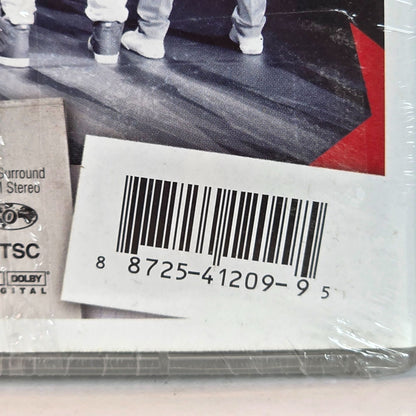 Surround
Stereo
TSC
DOLBY
DIGITAL
8 8725-41209-9 5